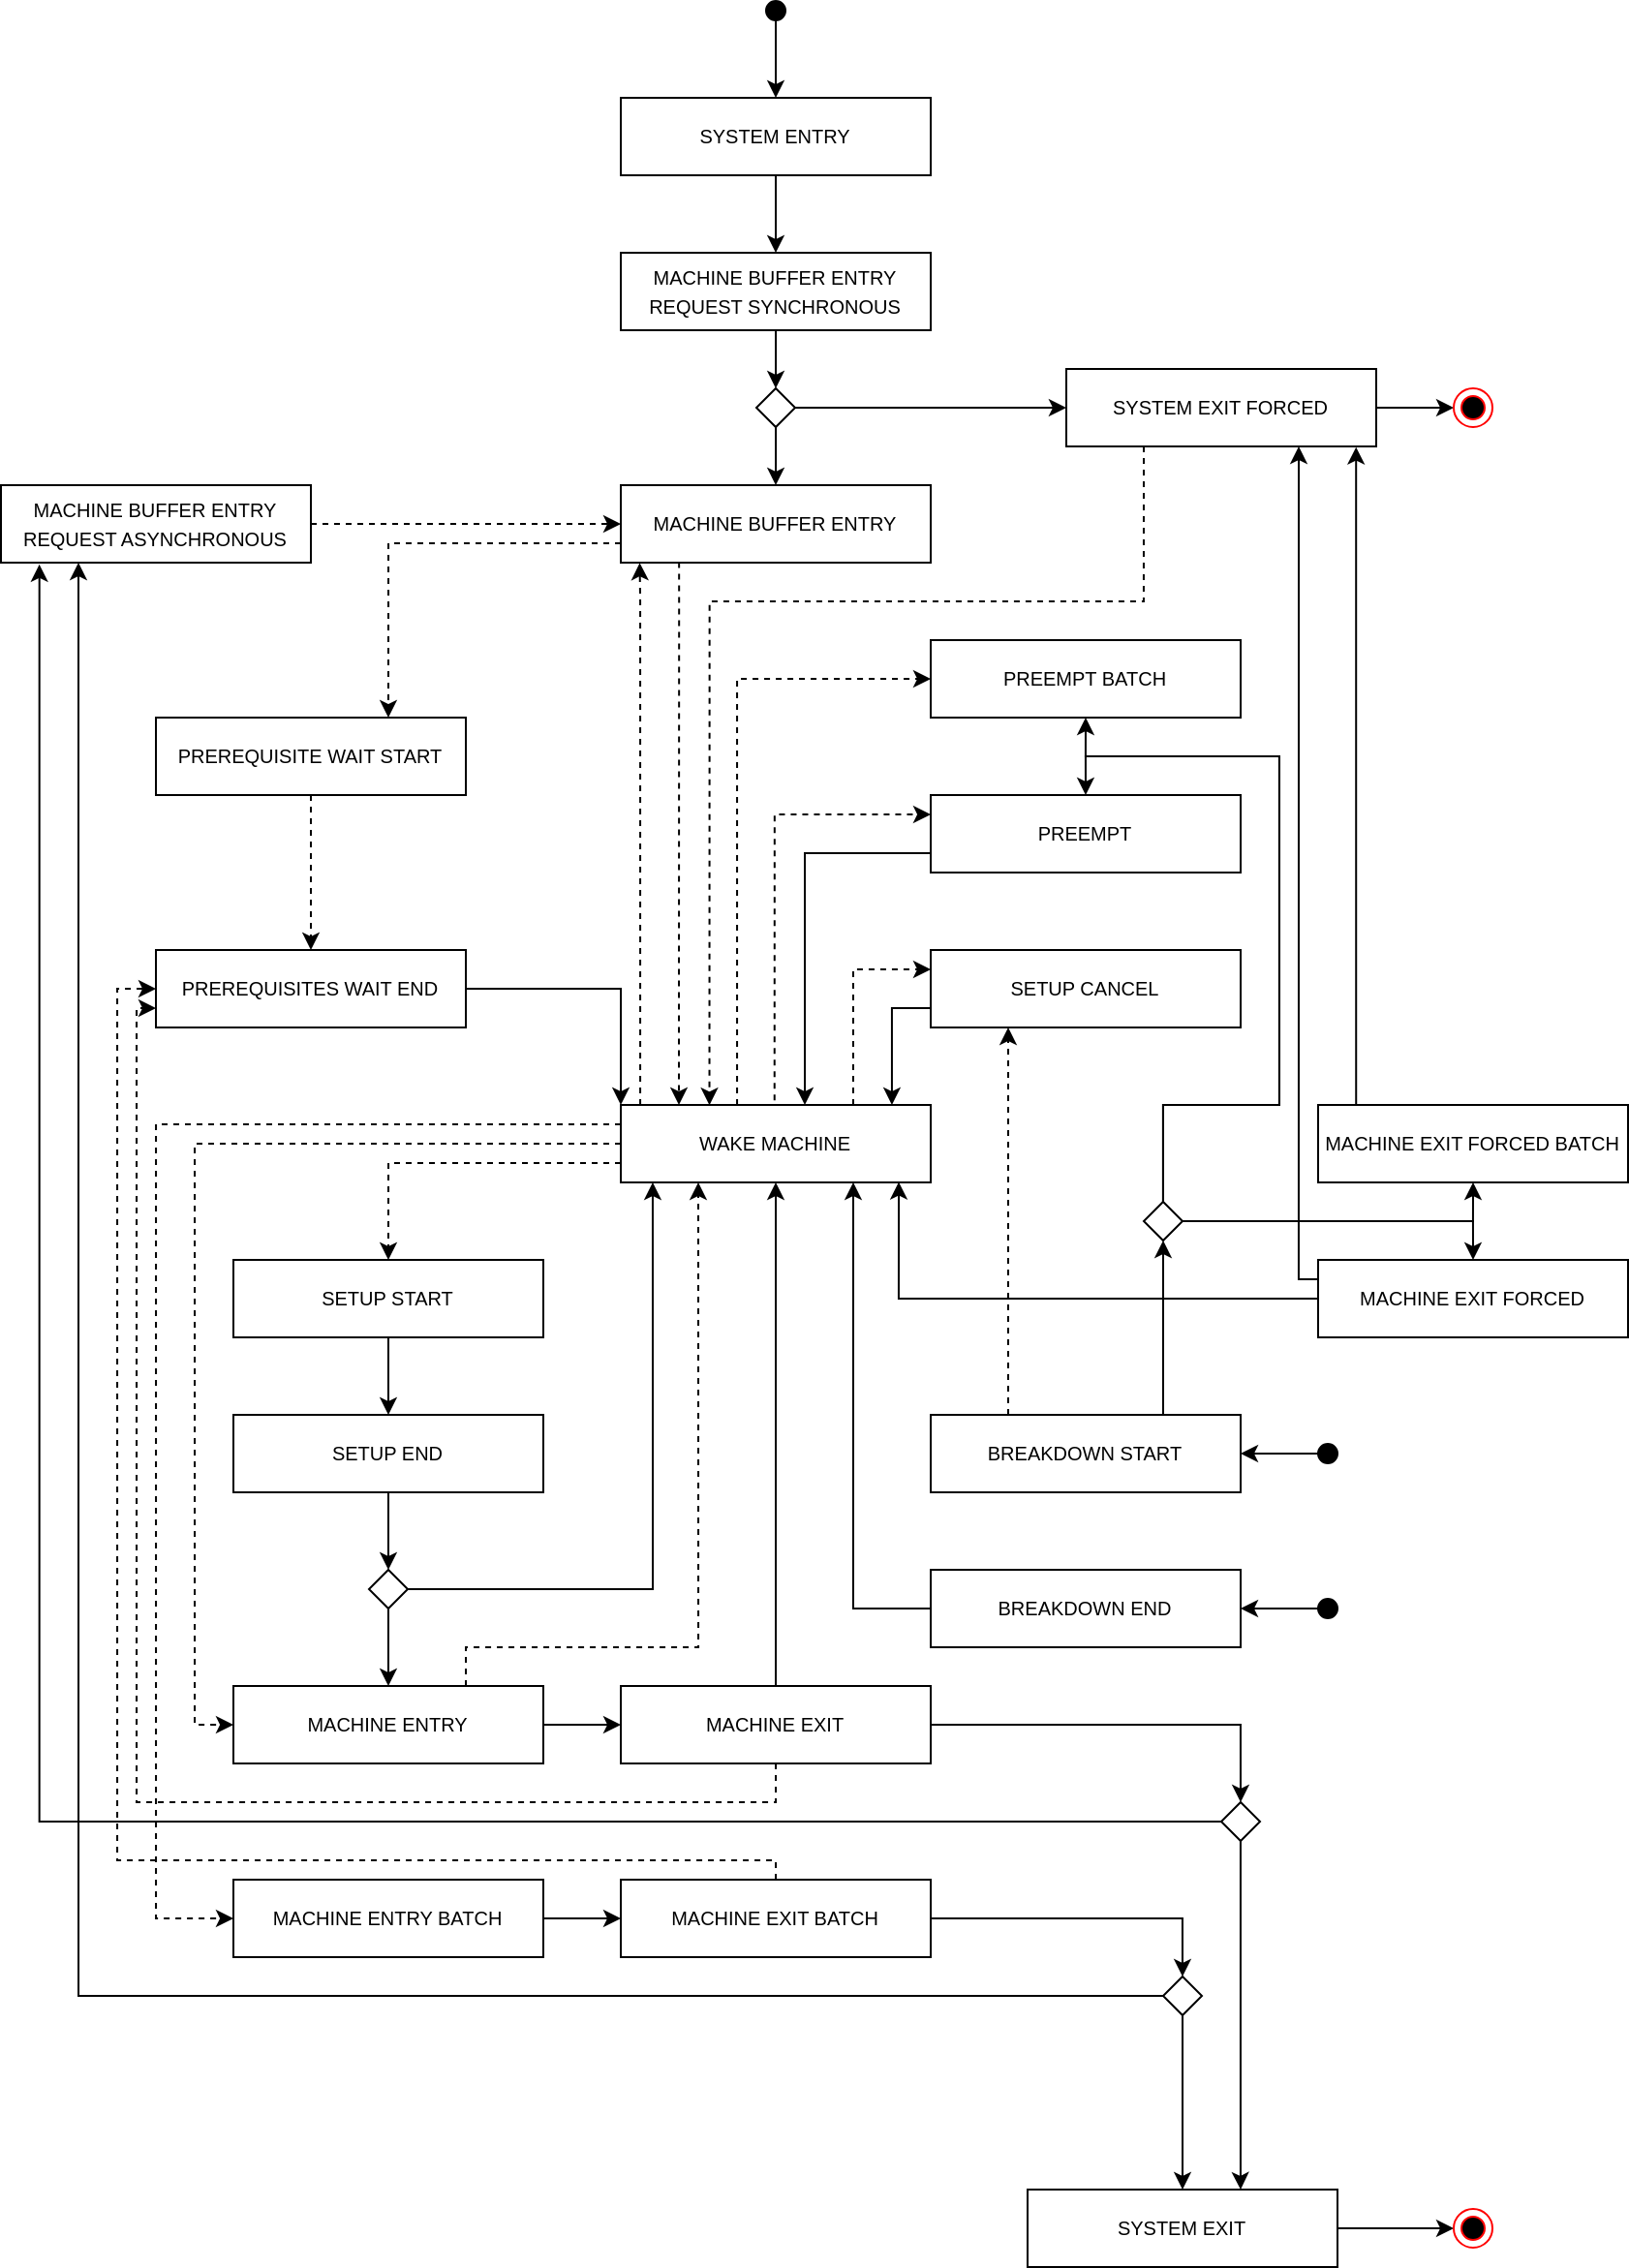 SYSTEM ENTRY
MACHINE BUFFER ENTRY
REQUEST SYNCHRONOUS
SYSTEM EXIT FORCED
MACHINE BUFFER ENTRY
REQUEST ASYNCHRONOUS
MACHINE BUFFER ENTRY
PREEMPT BATCH
PREREQUISITE WAIT START
PREEMPT
PREREQUISITES WAIT END
SETUP CANCEL
WAKE MACHINE
MACHINE EXIT FORCED BATCH
SETUP START
MACHINE EXIT FORCED
SETUP END
BREAKDOWN START
BREAKDOWN END
MACHINE ENTRY
MACHINE EXIT
MACHINE ENTRY BATCH
MACHINE EXIT BATCH
SYSTEM EXIT